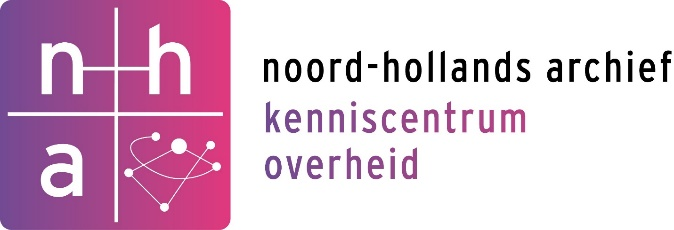 n-h
a
noord-hollands archief
kenniscentrum
overheid